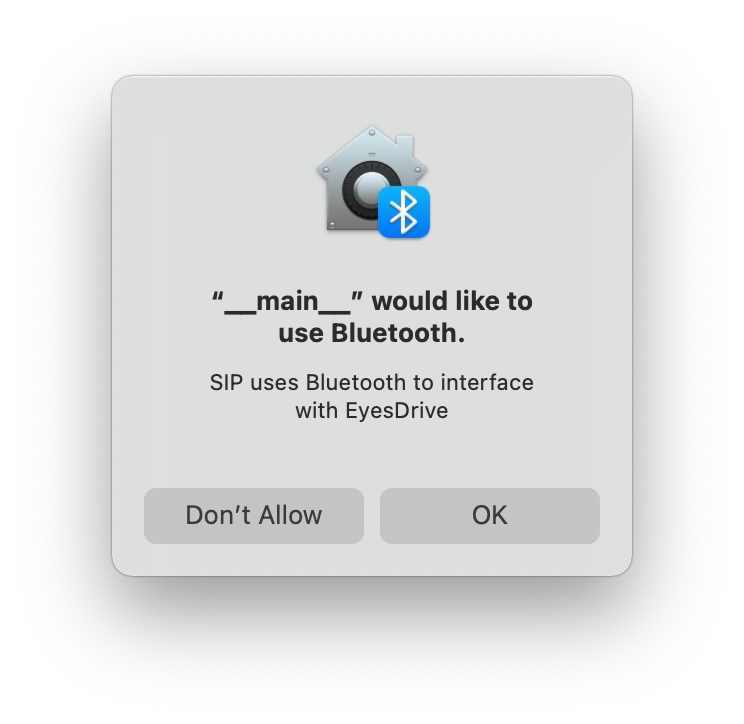 “__main__” would like to
use Bluetooth.
SIP uses Bluetooth to interface
with EyesDrive
Don’t Allow
OK